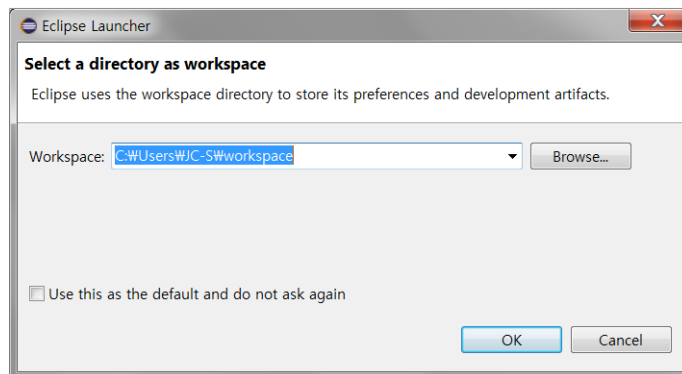 Eclipse Launcher
Select a directory as workspace
Eclipse uses the workspace directory to store its preferences and development artifacts.
Workspace: C:₩Users₩JC-S₩workspace Browse...
Use this as the default and do not ask again
OK Cancel